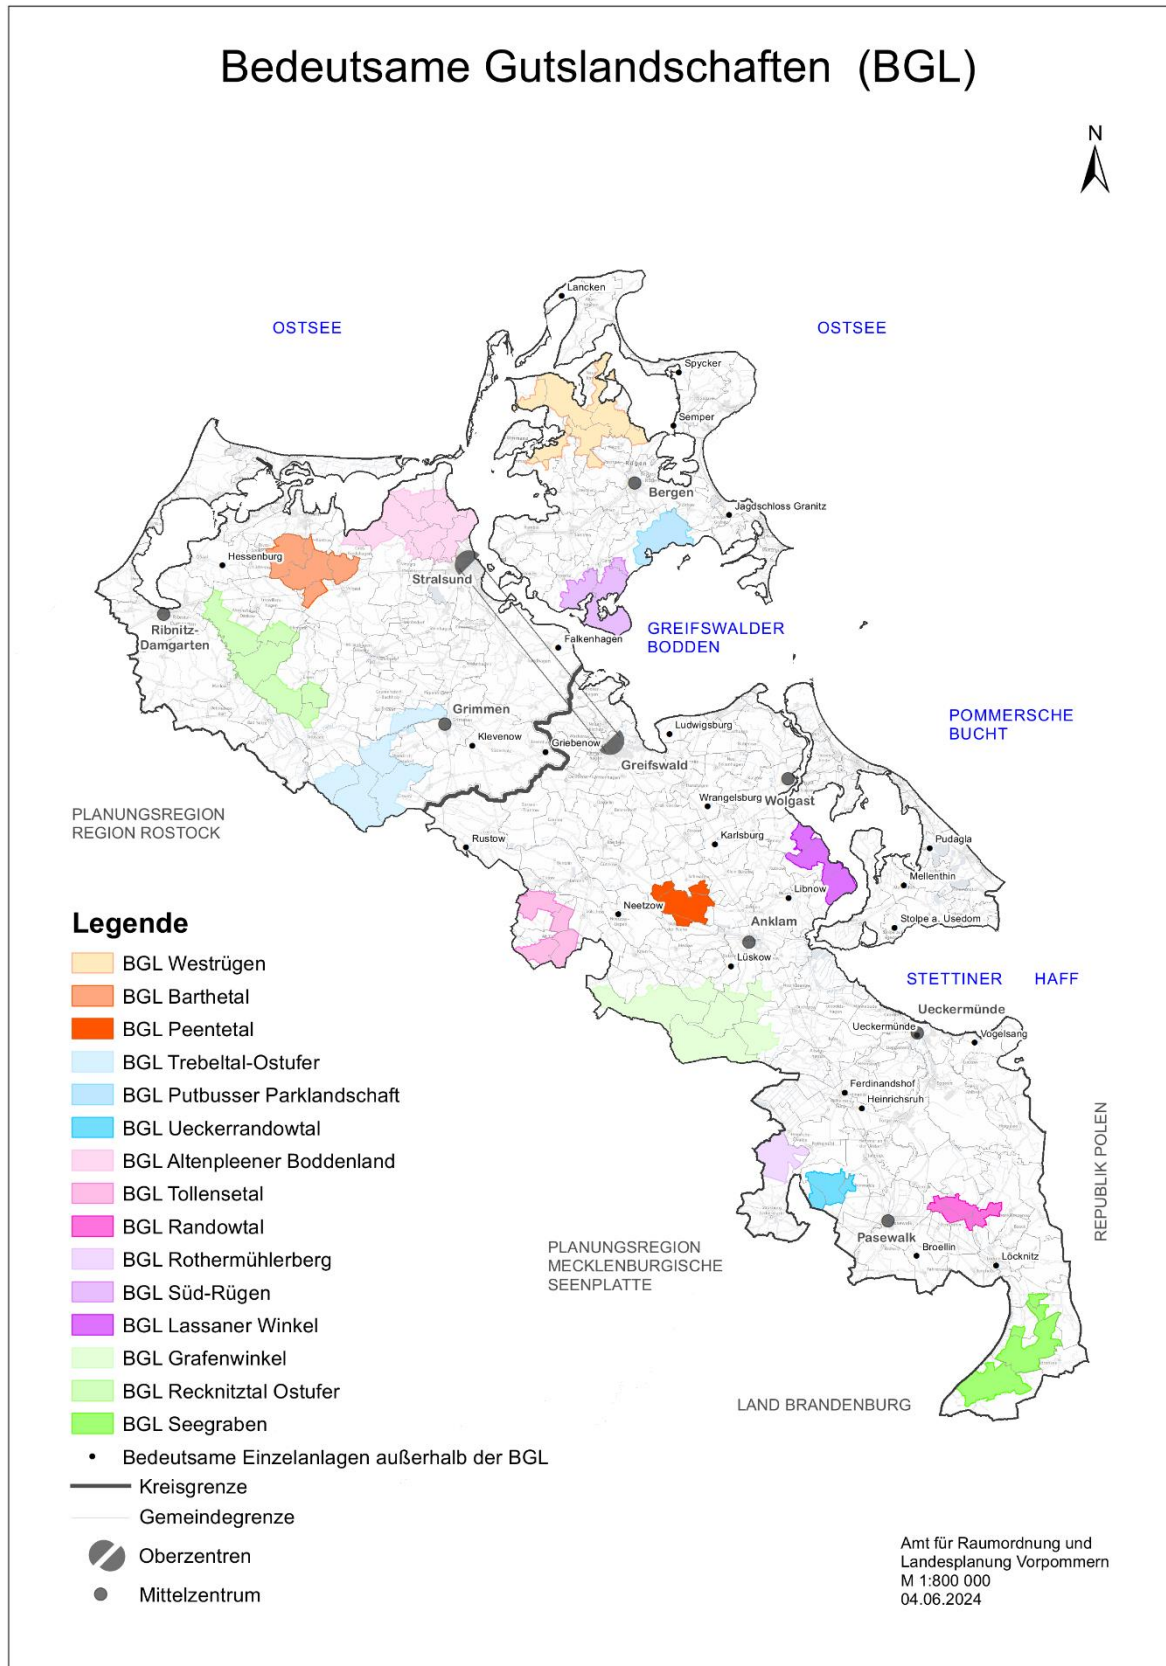 Bedeutsame Gutslandschaften (BGL)
N
Lancken
OSTSEE
OSTSEE
Spycker
Semper
Bergen
Jagdschloss Granitz
Hessenburg
Stralsund
Ribnitz-
Damgarten
GREIFSWALDER
BODDEN
Falkenhagen
Grimmen
Klevenow
Griebenow
Ludwigsburg
Greifswald
POMMERSCHE
BUCHT
Wolgast
Wrangelsburg
Karlsburg
PLANUNGSREGION
REGION ROSTOCK
Rustow
Pudagla
Mellenthin
Libnow
Neetzow
Anklam
Stolpe a. Usedom
Lüskow
STETTINER HAFF
Ueckermünde
Ueckermünde
Vogelsang
Ferdinandshof
Heinrichsruh
REPUBLIK POLEN
PLANUNGSREGION
MECKLENBURGISCHE
SEENPLATTE
Pasewalk
Broellin
Löcknitz
LAND BRANDENBURG
Legende
BGL Westrügen
BGL Barthetal
BGL Peentetal
BGL Trebeltal-Ostufer
BGL Putbusser Parklandschaft
BGL Ueckerrandowtal
BGL Altenpleener Boddenland
BGL Tollensetal
BGL Randowtal
BGL Rothermühlerberg
BGL Süd-Rügen
BGL Lassaner Winkel
BGL Grafenwinkel
BGL Recknitztal Ostufer
BGL Seegraben
Bedeutsame Einzelanlagen außerhalb der BGL
Kreisgrenze
Gemeindegrenze
Oberzentren
Mittelzentrum
Amt für Raumordnung und
Landesplanung Vorpommern
M 1:800 000
04.06.2024